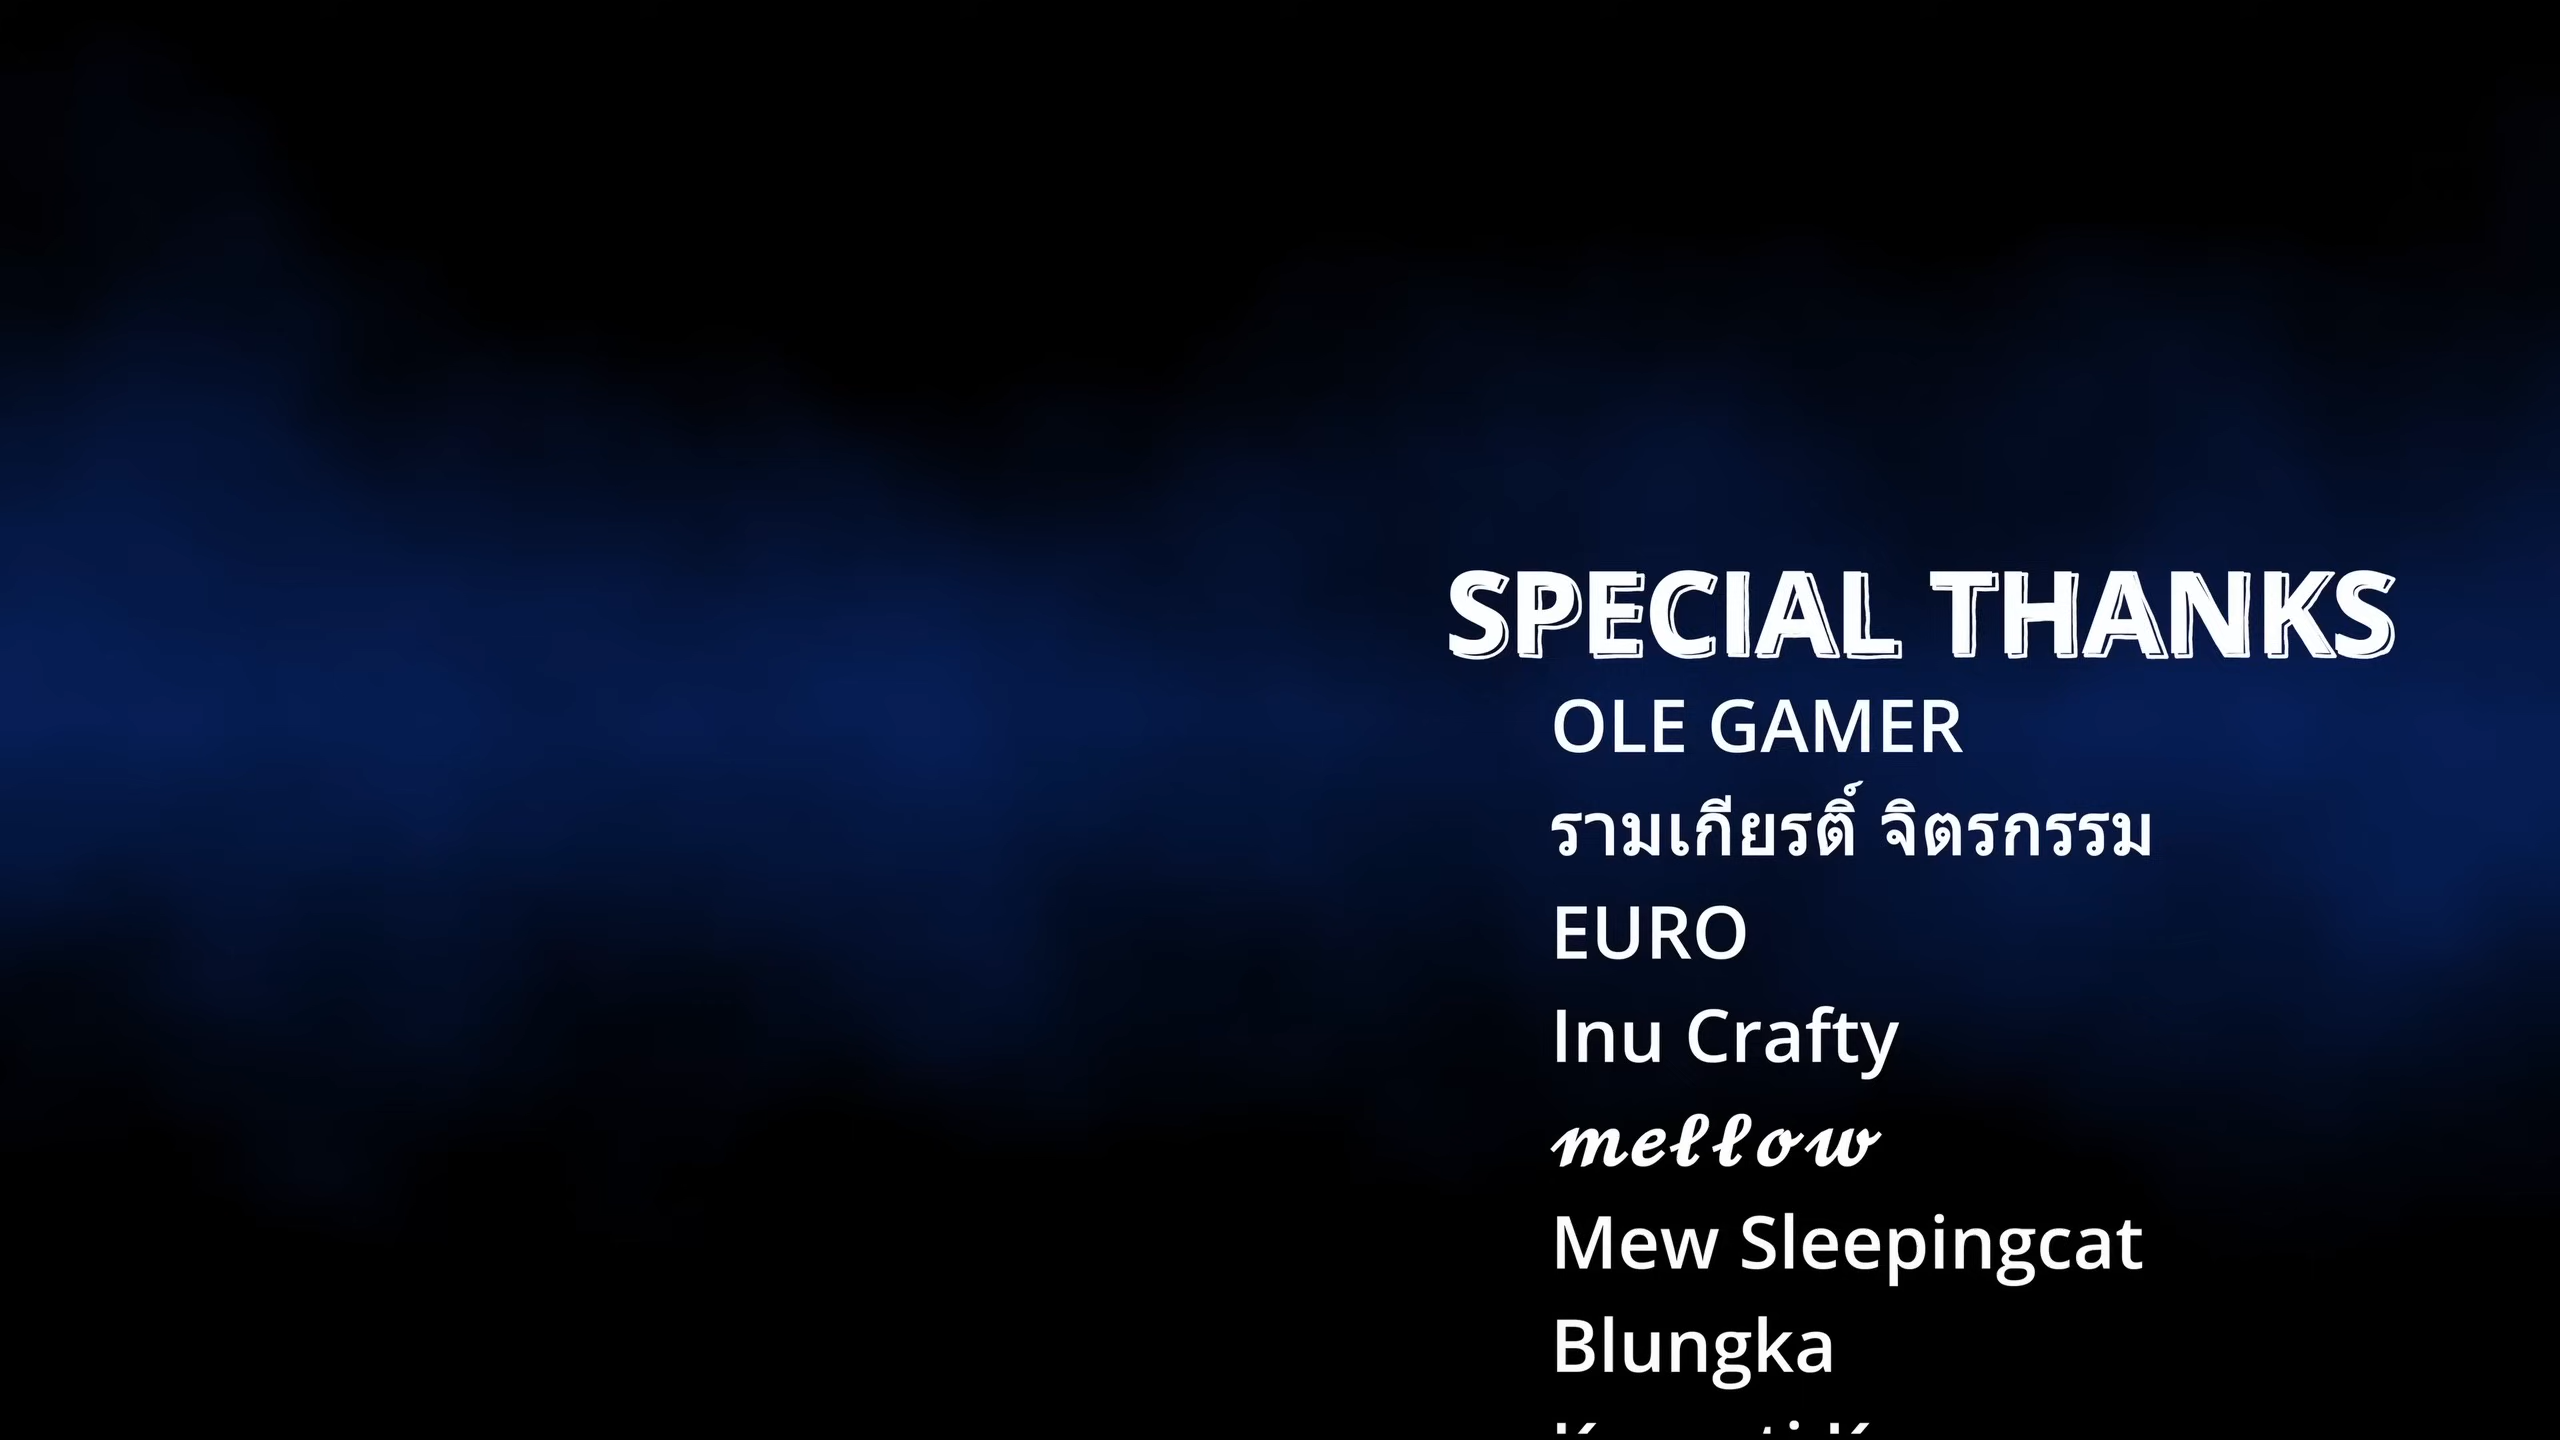 SPECIAL THANKS
OLE GAMER
รามเกียรติ์ จิตรกรรม
EURO
Inu Crafty
𝓶𝓮𝓵𝓵𝓸𝔀
Mew Sleepingcat
Blungka